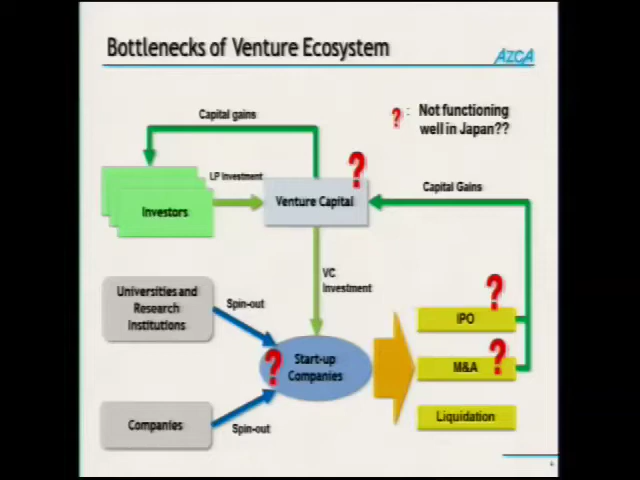 Bottlenecks of Venture Ecosystem
AZCA
Capital gains
? : Not functioning
well in Japan??
LP Investment
?
Investors
Venture Capital
Capital Gains
VC
Investment
Universities and
Research
Institutions
Spin-out
?
IPO
?
Start-up
Companies
?
M&A
Companies
Spin-out
Liquidation